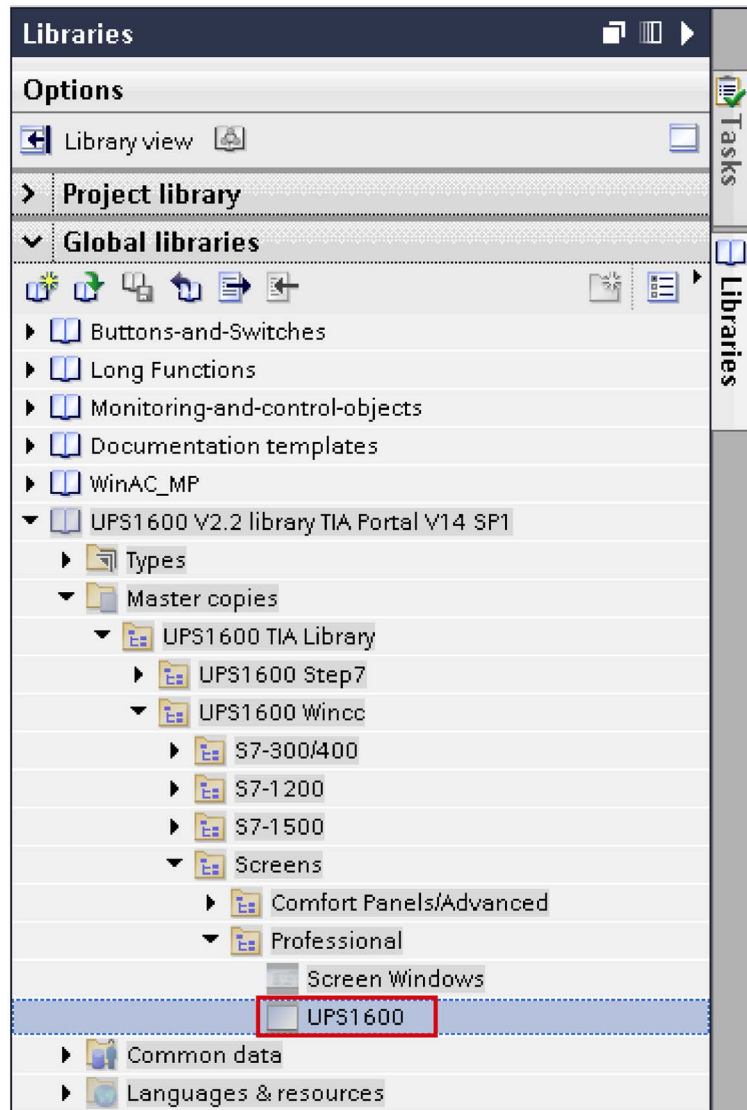 Libraries
Options
Library view
Project library
Global libraries
Buttons-and-Switches
Long Functions
Monitoring-and-control-objects
Documentation templates
WinAC_MP
UPS1600 V2.2 library TIA Portal V14 SP1
Types
Master copies
UPS1600 TIA Library
UPS1600 Step7
UPS1600 Wincc
S7-300/400
S7-1200
S7-1500
Screens
Comfort Panels/Advanced
Professional
Screen Windows
UPS1600
Common data
Languages & resources
Tasks
Libraries